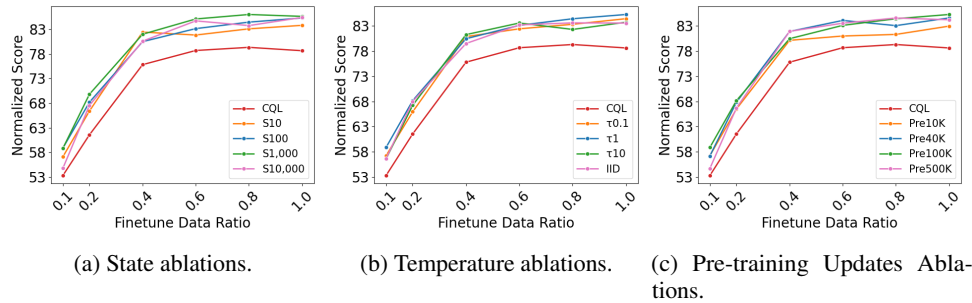 Normalized Score
83
78
73
68
63
58
53
CQL
S10
S100
S1,000
S10,000
0.1
0.2
0.4
0.6
0.8
1.0
Finetune Data Ratio
(a) State ablations.
Normalized Score
83
78
73
68
63
58
53
CQL
τ0.1
τ1
τ10
IID
0.1
0.2
0.4
0.6
0.8
1.0
Finetune Data Ratio
(b) Temperature ablations.
Normalized Score
83
78
73
68
63
58
53
CQL
Pre10K
Pre40K
Pre100K
Pre500K
0.1
0.2
0.4
0.6
0.8
1.0
Finetune Data Ratio
(c) Pre-training Updates Abla-
tions.